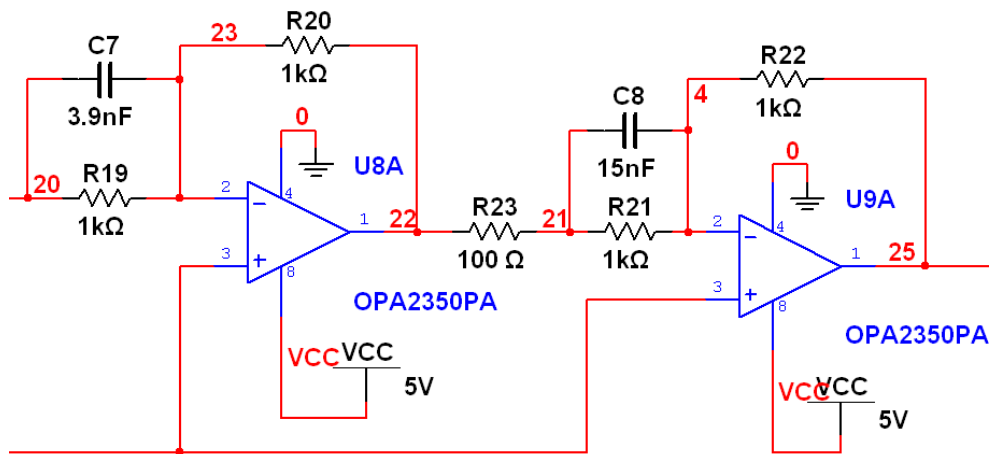 R20
23
C7
1kΩ
R22
3.9nF
4
C8
1kΩ
0
15nF
0
U8A
20
R19
2
4
U9A
1kΩ
1
22
R23
21
R21
2
4
3
8
100 Ω
1kΩ
1
25
3
8
OPA2350PA
OPA2350PA
VCC
VCC
5V
VCC
VCC
5V